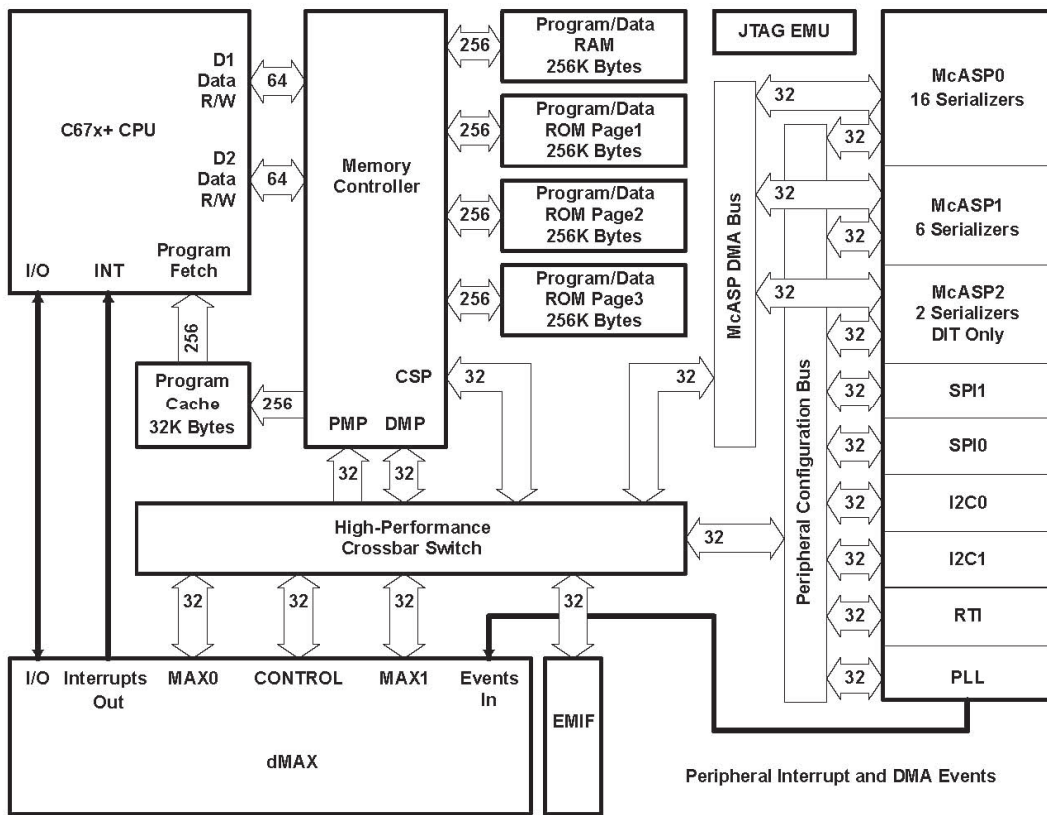 D1
Data
R/W
C67x+ CPU
D2
Data
R/W
Program
Fetch
I/O
INT
64
64
256
Program
Cache
32K Bytes
256
Memory
Controller
CSP
PMP
DMP
256
256
256
256
Program/Data
RAM
256K Bytes
Program/Data
ROM Page1
256K Bytes
Program/Data
ROM Page2
256K Bytes
Program/Data
ROM Page3
256K Bytes
JTAG EMU
McASP DMA Bus
Peripheral Configuration Bus
32
32
32
32
32
32
32
32
32
32
32
32
McASP0
16 Serializers
McASP1
6 Serializers
McASP2
2 Serializers
DIT Only
SPI1
SPI0
I2C0
I2C1
RTI
PLL
32
32
32
32
32
High-Performance
Crossbar Switch
32
32
32
32
I/O
Interrupts
Out
MAX0
CONTROL
MAX1
Events
In
dMAX
EMIF
Peripheral Interrupt and DMA Events